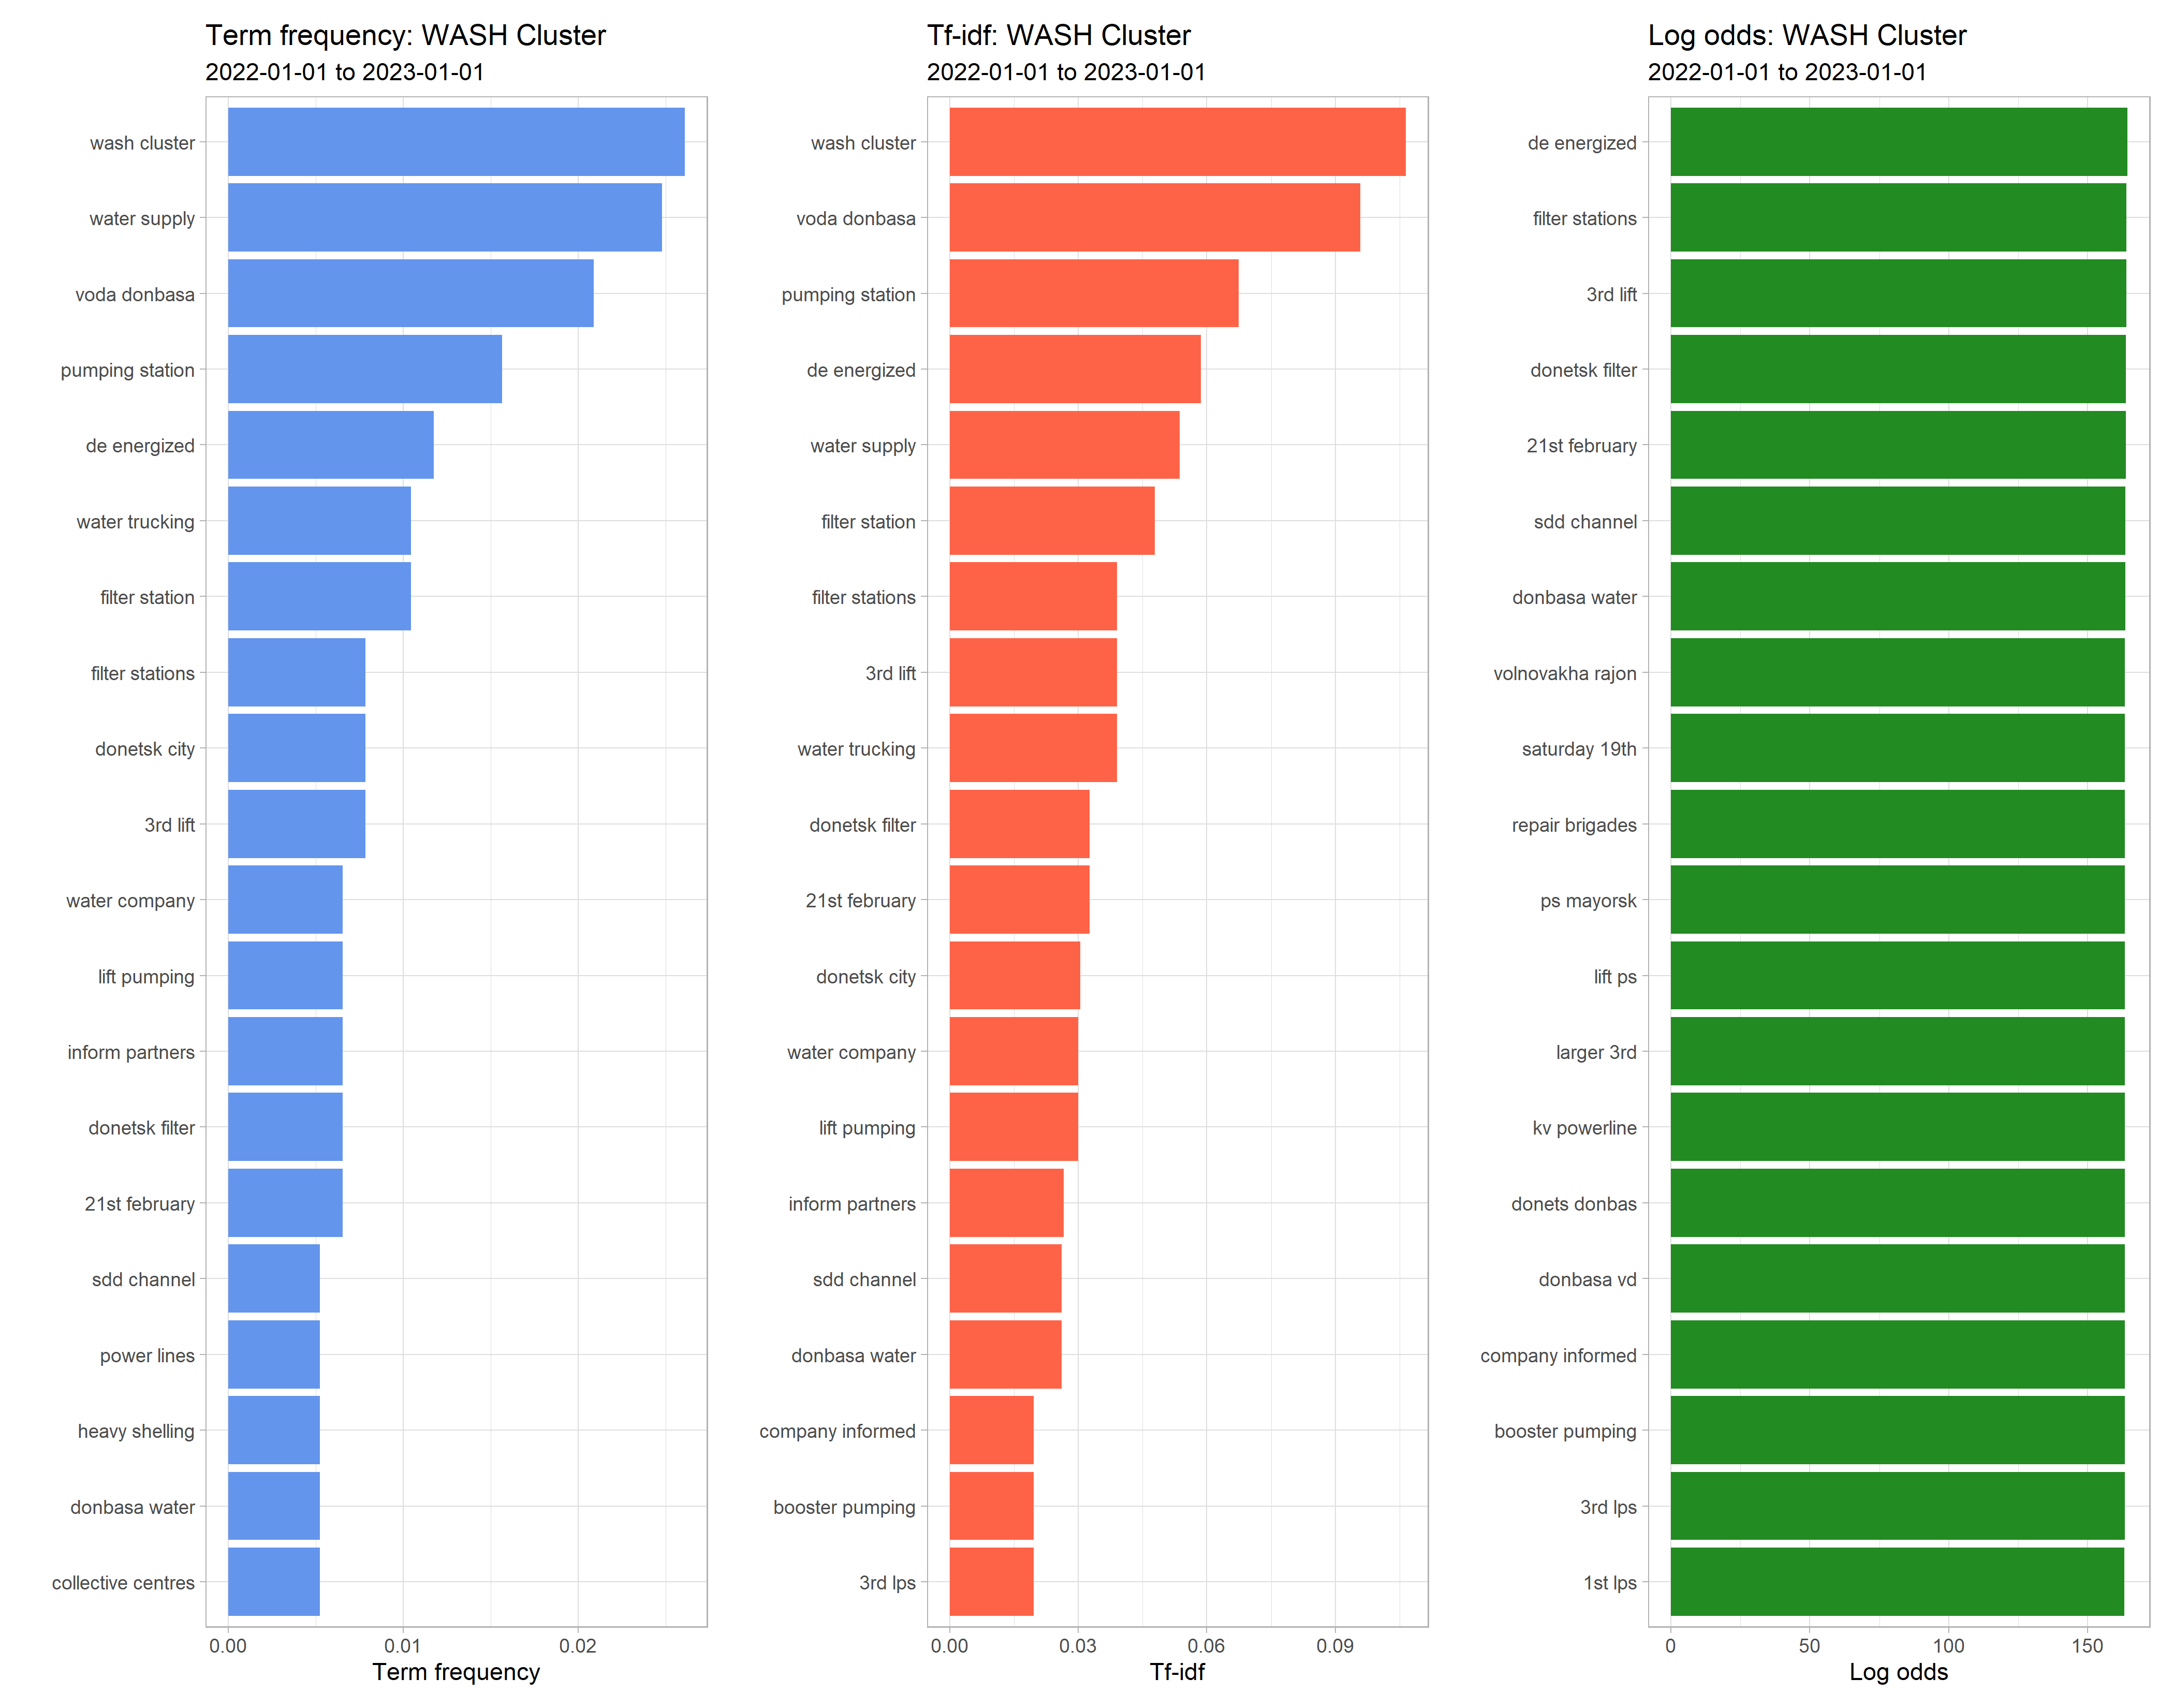 Term frequency: WASH Cluster
2022-01-01 to 2023-01-01
wash cluster
water supply
voda donbasa
pumping station
de energized
water trucking
filter station
filter stations
donetsk city
3rd lift
water company
lift pumping
inform partners
donetsk filter
21st february
sdd channel
power lines
heavy shelling
donbasa water
collective centres
0.00 0.01 0.02
Term frequency
Tf-idf: WASH Cluster
2022-01-01 to 2023-01-01
wash cluster
voda donbasa
pumping station
de energized
water supply
filter station
filter stations
3rd lift
water trucking
donetsk filter
21st february
donetsk city
water company
lift pumping
inform partners
sdd channel
donbasa water
company informed
booster pumping
3rd lps
0.00 0.03 0.06 0.09
Tf-idf
Log odds: WASH Cluster
2022-01-01 to 2023-01-01
de energized
filter stations
3rd lift
donetsk filter
21st february
sdd channel
donbasa water
volnovakha rajon
saturday 19th
repair brigades
ps mayorsk
lift ps
larger 3rd
kv powerline
donets donbas
donbasa vd
company informed
booster pumping
3rd lps
1st lps
0 50 100 150
Log odds